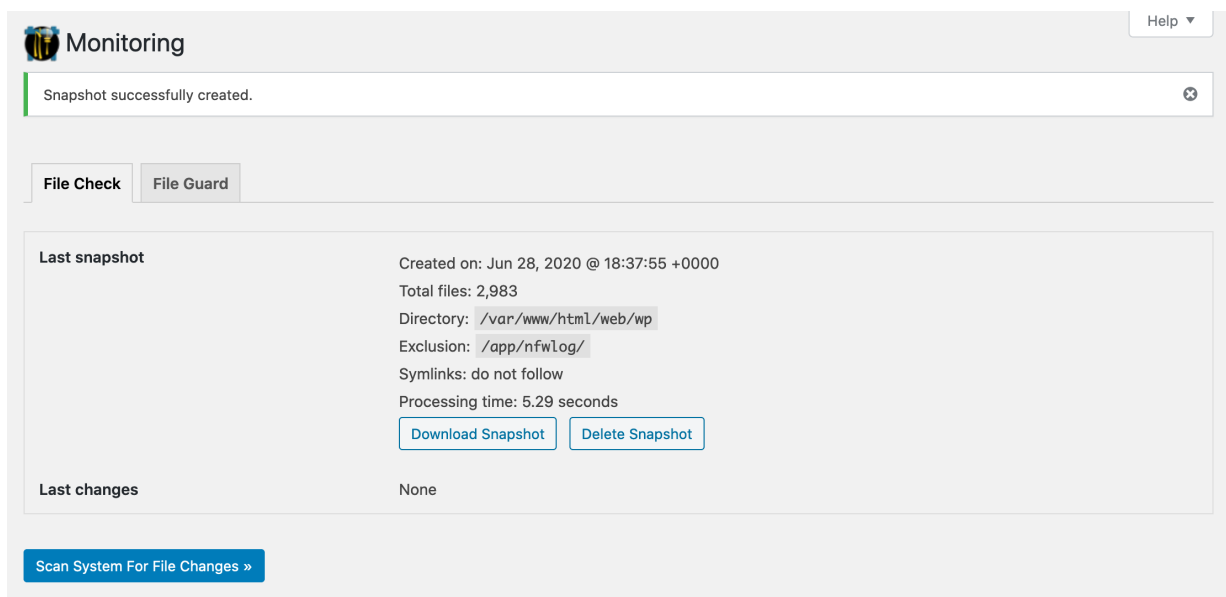 Help ▼
Monitoring
Snapshot successfully created.
File Check
File Guard
Last snapshot
Created on: Jun 28, 2020 @ 18:37:55 +0000
Total files: 2,983
Directory: /var/www/html/web/wp
Exclusion: /app/nfwlog/
Symlinks: do not follow
Processing time: 5.29 seconds
Download Snapshot
Delete Snapshot
Last changes
None
Scan System For File Changes »